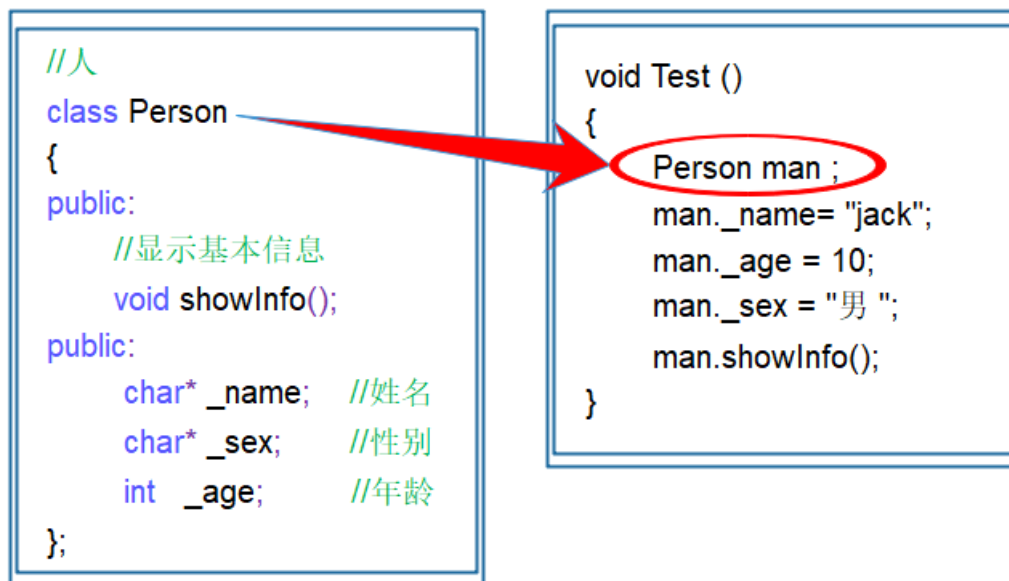 //人
class Person
{
public:
//显示基本信息
void showInfo();
public:
char* _name; //姓名
char* _sex; //性别
int _age; //年龄
};
void Test ()
{
Person man ;
man._name= "jack";
man._age = 10;
man._sex = "男 ";
man.showInfo();
}